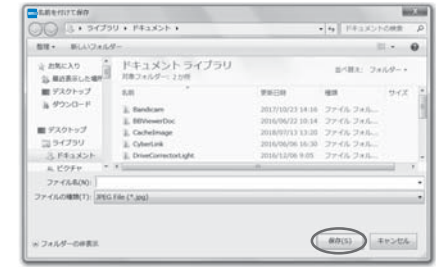 名前を付けて保存
ライブラリ ▸ ドキュメント ▸
ドキュメントの検索
整理▼ 新しいフォルダー
お気に入り
最近表示した場所
デスクトップ
ダウンロード
デスクトップ
ライブラリ
ドキュメント
ピクチャ
ドキュメント ライブラリ
対象フォルダー: 2 か所
並べ替え: フォルダー▼
名前 更新日時 種類 サイズ
Bandicam 2017/10/23 14:16 ファイル フォル...
BBViewerDoc 2016/06/22 10:14 ファイル フォル...
CacheImage 2018/07/13 13:20 ファイル フォル...
CyberLink 2016/06/06 16:30 ファイル フォル...
DriveCorrectorLight 2016/12/06 9:05 ファイル フォル...
ファイル名(N):
ファイルの種類(T): JPEG File (*.jpg)
フォルダーの非表示
保存(S) キャンセル